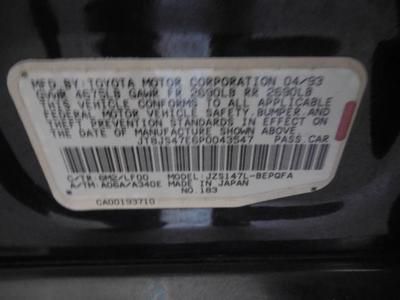 MFD. BY: TOYOTA MOTOR CORPORATION 04/93
GVWR 4675LB GAWR FR 2690LB RR 2690LB
THIS VEHICLE CONFORMS TO ALL APPLICABLE
FEDERAL MOTOR VEHICLE SAFETY, BUMPER, AND
THEFT PREVENTION STANDARDS IN EFFECT ON
THE DATE OF MANUFACTURE SHOWN ABOVE.
JT8JS47E6P0043547 PASS.CAR
C/TR: 6M2/LF00 MODEL: JZS147L-BEPQFA
A/TM: A06A/A340E MADE IN JAPAN
NO.183
CA00193710